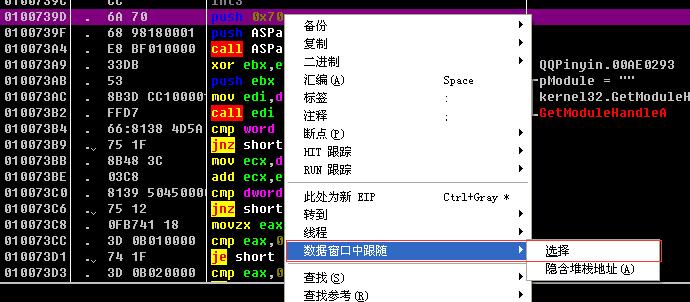 0100739D . 6A 70 push 0x70
0100739F . 68 98180001 push ASPa
010073A4 . E8 BF010000 call ASPa
010073A9 . 33DB xor ebx,e
010073AB . 53 push ebx
010073AC . 8B3D CC10000 mov edi,d
010073B2 . FFD7 call edi
010073B4 . 66:8138 4D5A cmp word
010073B9 .ˇ 75 1F jnz short
010073BB . 8B48 3C mov ecx,d
010073BE . 03C8 add ecx,e
010073C0 . 8139 50450000 cmp dword
010073C6 .ˇ 75 12 jnz short
010073C8 . 0FB741 18 movzx eax
010073CC . 3D 0B010000 cmp eax,0
010073D1 .ˇ 74 1F je short
010073D3 . 3D 0B020000 cmp eax,0
备份
复制
二进制
汇编(A) Space
标签 :
注释 ;
断点(P)
HIT 跟踪
RUN 跟踪
此处为新 EIP Ctrl+Gray *
转到
线程
数据窗口中跟随
查找(S)
查找参考(R)
选择
隐含堆栈地址(A)
QQPinyin.00AE0293
pModule = ""
kernel32.GetModuleH
GetModuleHandleA